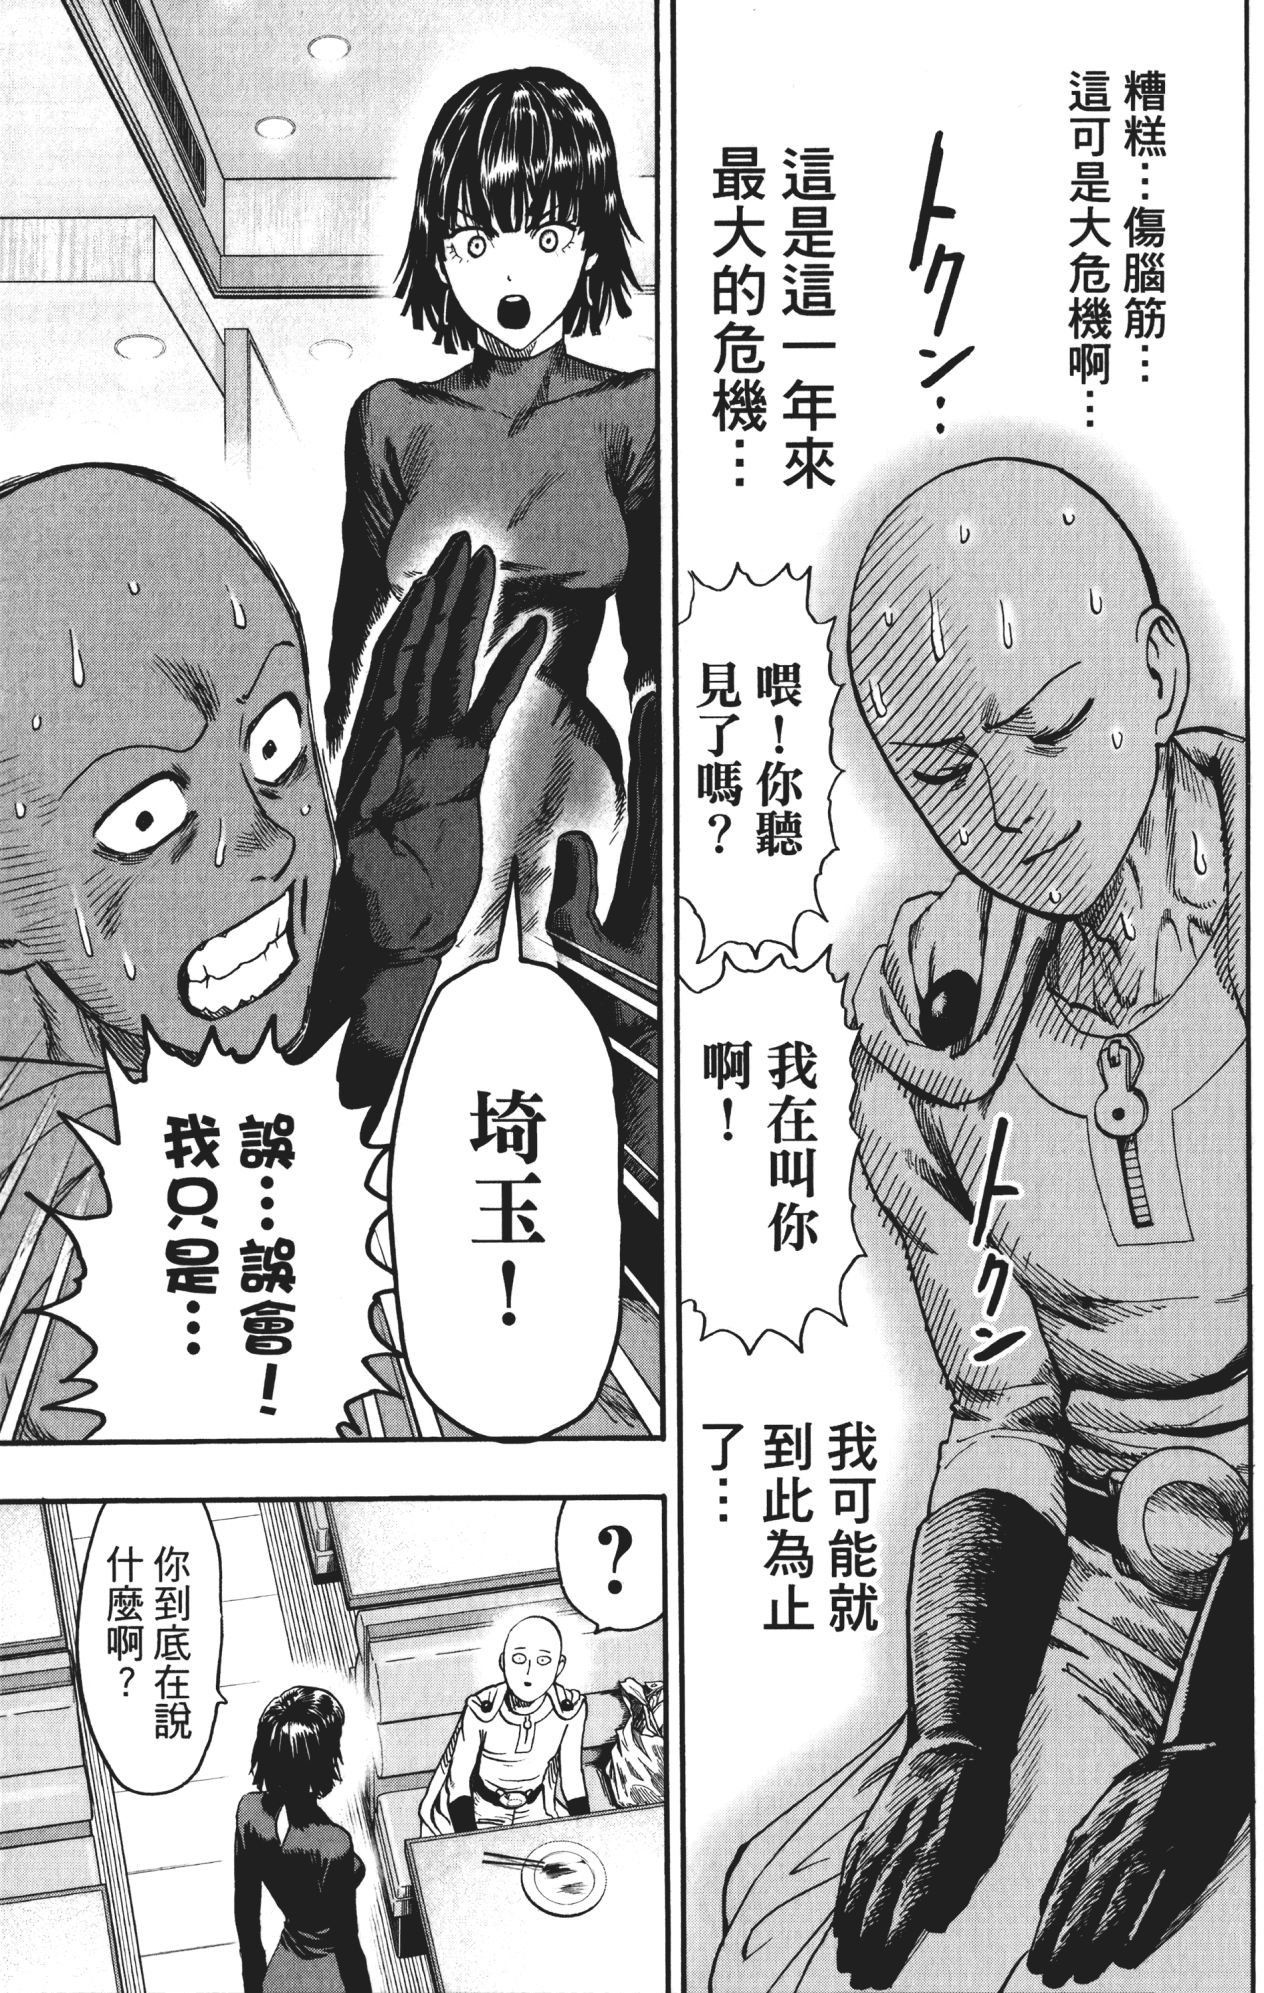 糟糕…傷腦筋…
這可是大危機啊…
トクン…
這是這一年來
最大的危機…
喂！你聽
見了嗎？
我在叫你
啊！
トクン
我可能就
到此為止
了…
埼玉！
誤…誤會！
我只是…
？
你到底在說
什麼啊？